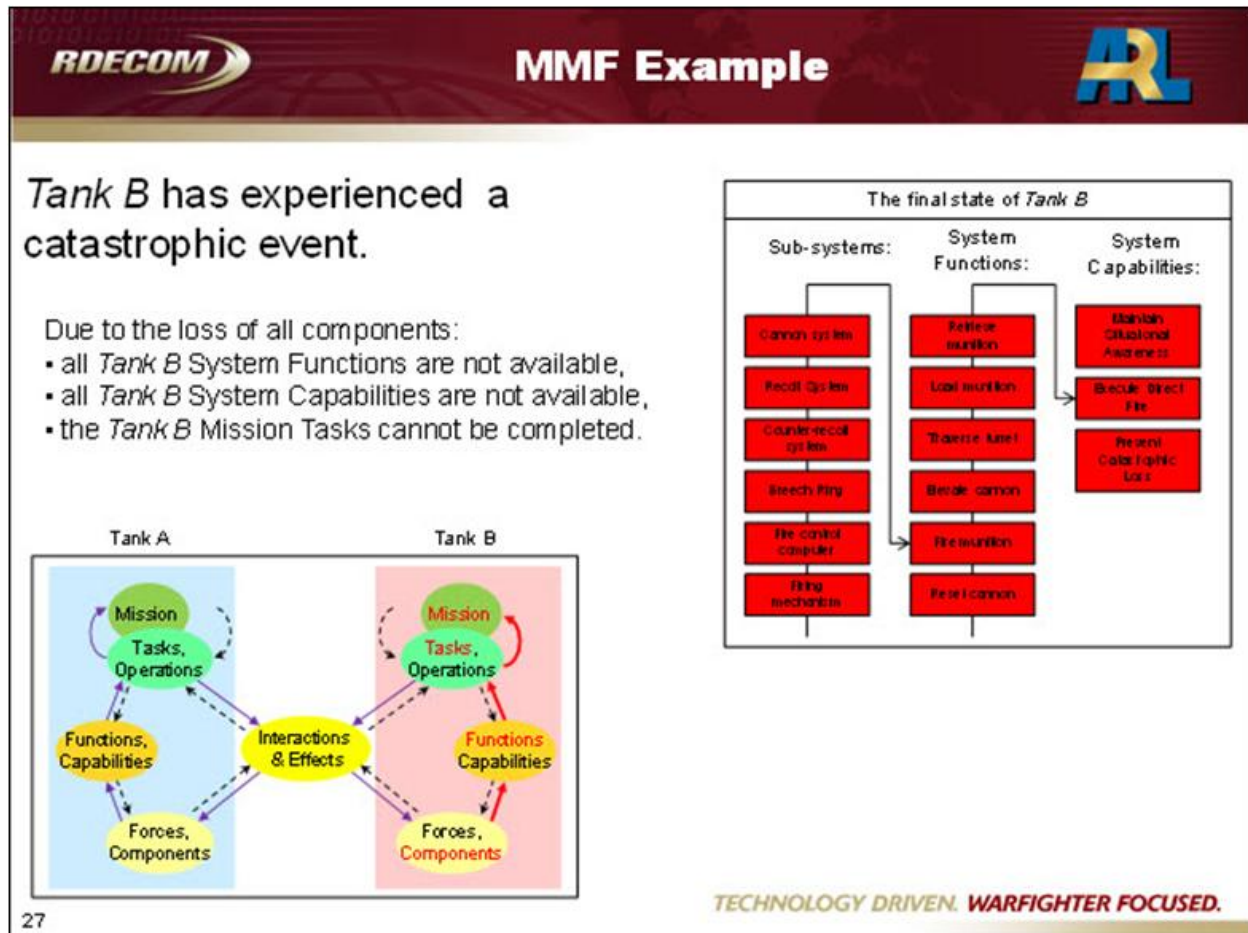 RDECOM
MMF Example
ARL
Tank B has experienced a
catastrophic event.
Due to the loss of all components:
▪ all Tank B System Functions are not available,
▪ all Tank B System Capabilities are not available,
▪ the Tank B Mission Tasks cannot be completed.
The final state of Tank B
Sub-systems:
System
Functions:
System
Capabilities:
Cannon system
Recoil System
Counter-recoil
system
Breech Ring
Fire control
computer
Firing
mechanism
Retrieve
munition
Load munition
Traverse turret
Elevate cannon
Fire munition
Reset cannon
Maintain
Situational
Awareness
Execute Direct
Fire
Prevent
Catastrophic
Loss
Tank A
Tank B
Mission
Tasks,
Operations
Functions,
Capabilities
Forces,
Components
Interactions
& Effects
Mission
Tasks,
Operations
Functions
Capabilities
Forces,
Components
27
TECHNOLOGY DRIVEN. WARFIGHTER FOCUSED.